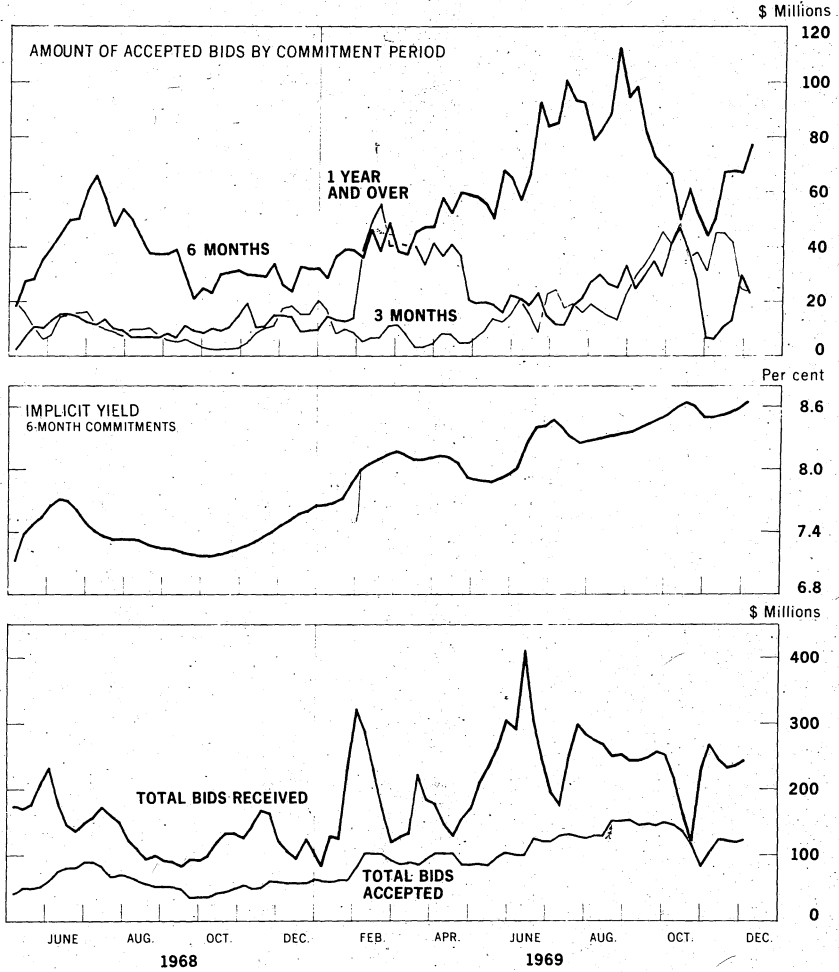 $ Millions
AMOUNT OF ACCEPTED BIDS BY COMMITMENT PERIOD
120
100
80
1 YEAR
AND OVER
60
6 MONTHS
40
3 MONTHS
20
0
Per cent
IMPLICIT YIELD
6-MONTH COMMITMENTS
8.6
8.0
7.4
6.8
$ Millions
400
300
TOTAL BIDS RECEIVED
200
100
TOTAL BIDS
ACCEPTED
0
JUNE AUG. OCT. DEC. FEB. APR. JUNE AUG. OCT. DEC.
1968 1969